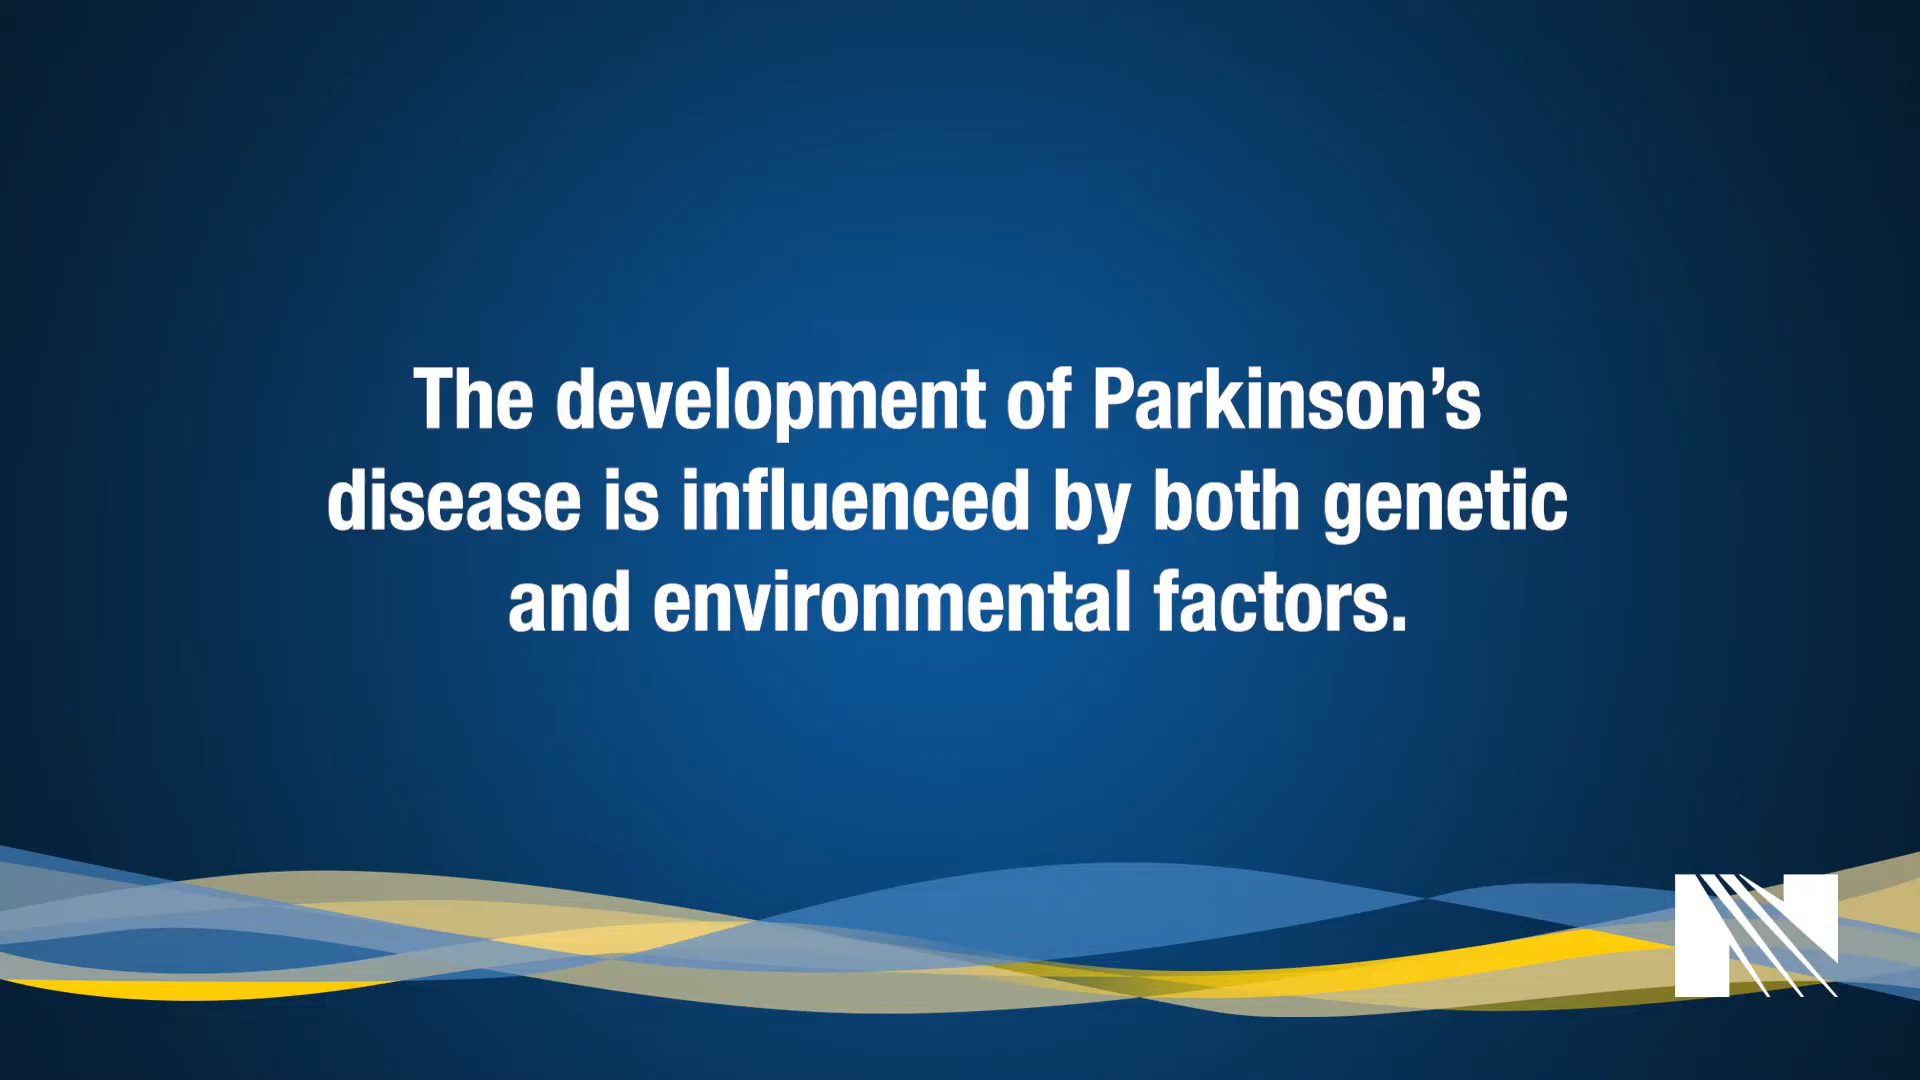 The development of Parkinson’s
disease is influenced by both genetic
and environmental factors.
N